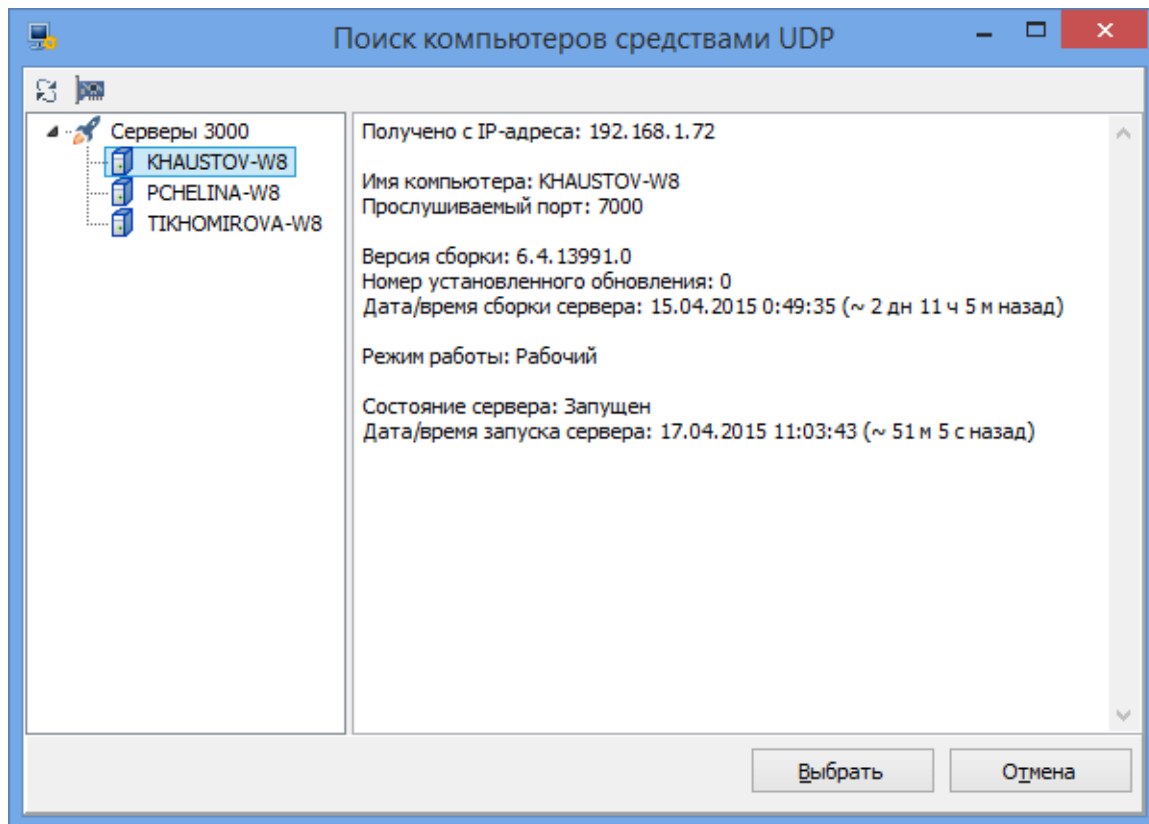 Поиск компьютеров средствами UDP
Серверы 3000
KHAUSTOV-W8
PCHELINA-W8
TIKHOMIROVA-W8
Получено с IP-адреса: 192.168.1.72
Имя компьютера: KHAUSTOV-W8
Прослушиваемый порт: 7000
Версия сборки: 6.4.13991.0
Номер установленного обновления: 0
Дата/время сборки сервера: 15.04.2015 0:49:35 (~ 2 дн 11 ч 5 м назад)
Режим работы: Рабочий
Состояние сервера: Запущен
Дата/время запуска сервера: 17.04.2015 11:03:43 (~ 51 м 5 с назад)
Выбрать
Отмена